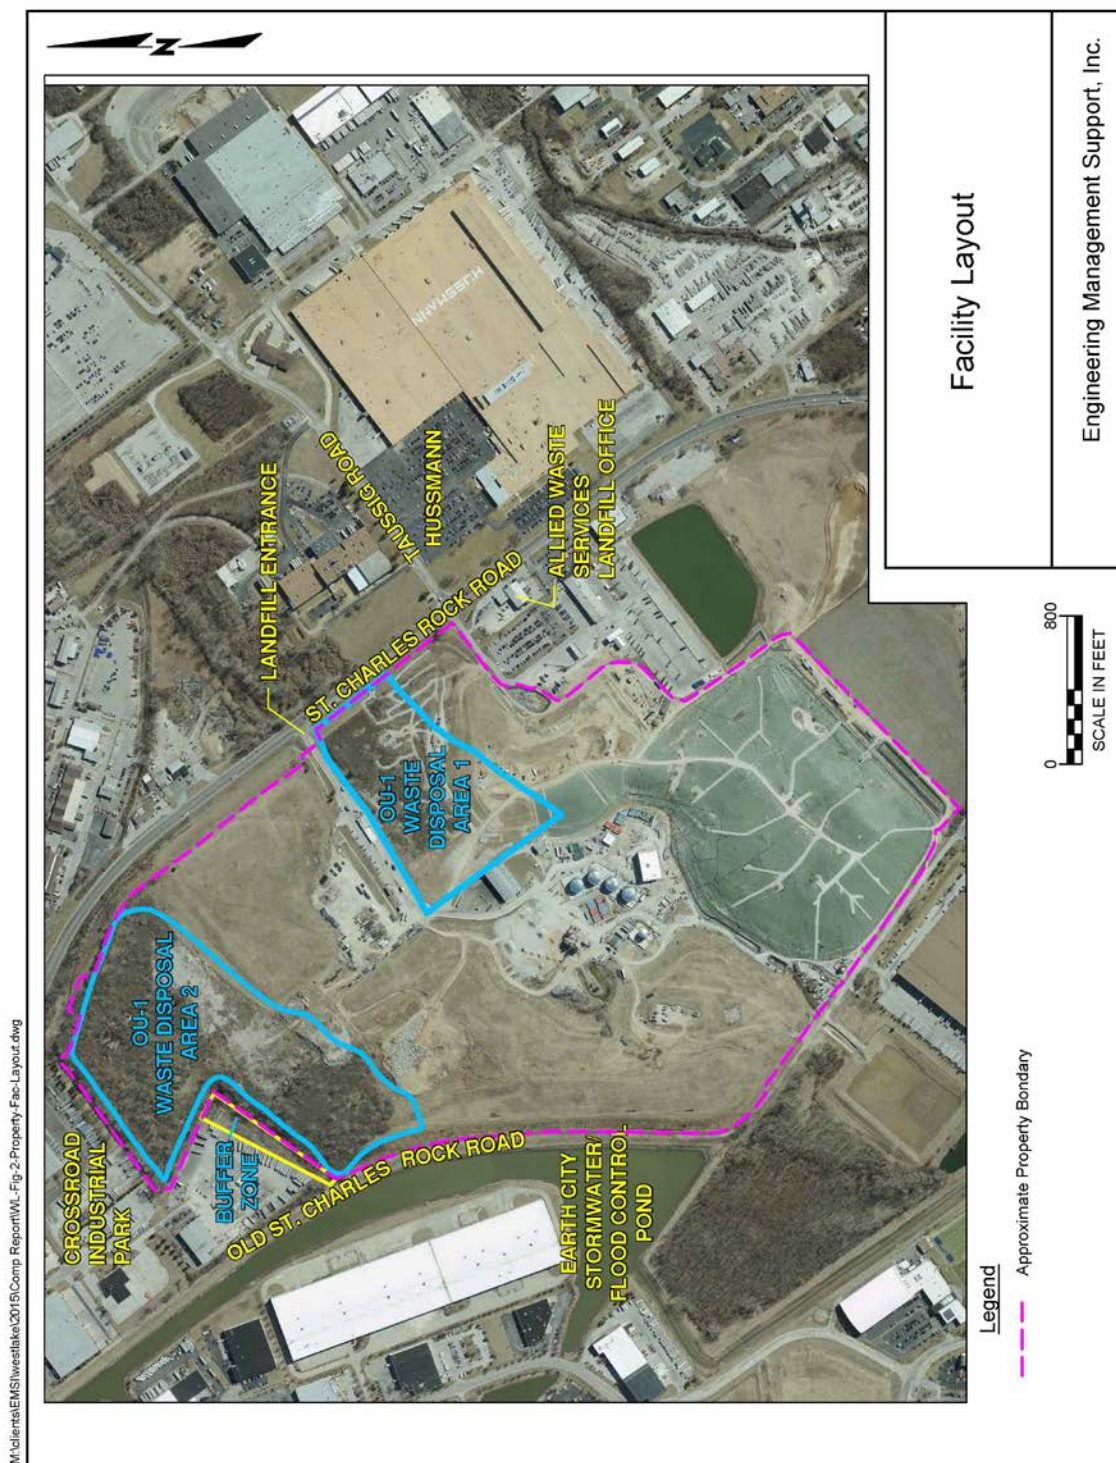 M:\clients\EMSI\westlake\2015\Comp Report\WL-Fig-2-Property-Fac-Layout.dwg
N
CROSSROAD
INDUSTRIAL
PARK
OU-1
WASTE DISPOSAL
AREA 2
BUFFER
ZONE
OLD ST. CHARLES ROCK ROAD
EARTH CITY
STORMWATER/
FLOOD CONTROL
POND
LANDFILL ENTRANCE
ST. CHARLES ROCK ROAD
TAUSSIG ROAD
HUSSMANN
HUSSMANN
OU-1
WASTE
DISPOSAL
AREA 1
ALLIED WASTE
SERVICES
LANDFILL OFFICE
Legend
Approximate Property Bondary
0
800
SCALE IN FEET
Facility Layout
Engineering Management Support, Inc.